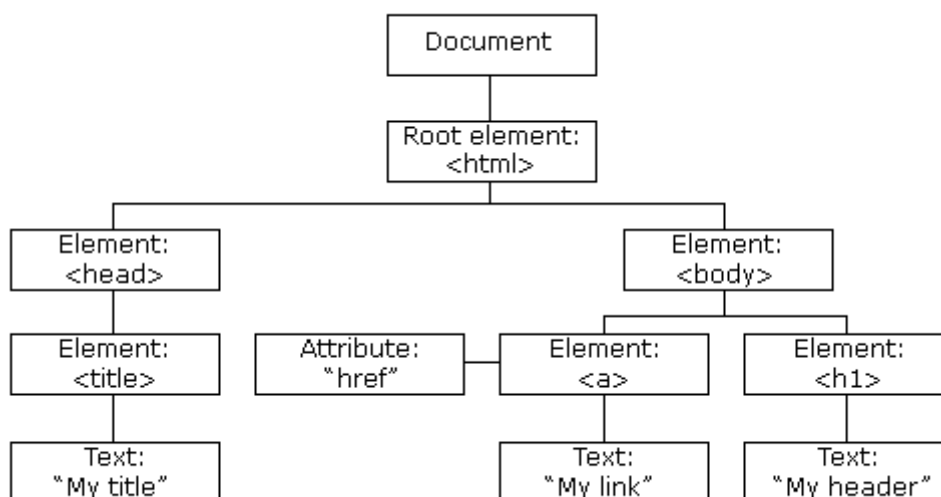 Document
Root element:
<html>
Element:
<head>
Element:
<body>
Element:
<title>
Attribute:
“href”
Element:
<a>
Element:
<h1>
Text:
“My title”
Text:
“My link”
Text:
“My header”